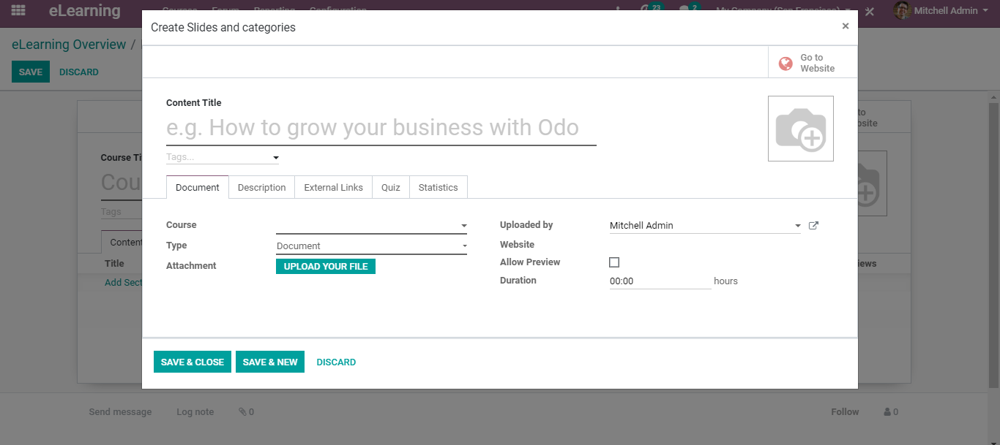 eLearning
Courses Forum Reporting Configuration
23
2
My Company (San Francisco)
Mitchell Admin
eLearning Overview /
SAVE DISCARD
Create Slides and categories
×
Go to
Website
Content Title
e.g. How to grow your business with Odo
Tags...
Document Description External Links Quiz Statistics
Course
Type Document
Attachment UPLOAD YOUR FILE
Uploaded by Mitchell Admin
Website
Allow Preview
Duration 00:00 hours
SAVE & CLOSE SAVE & NEW DISCARD
to
bsite
Course Ti
Cou
Tags
Content
Title
iews
Add Sect
Send message Log note 0
Follow 0